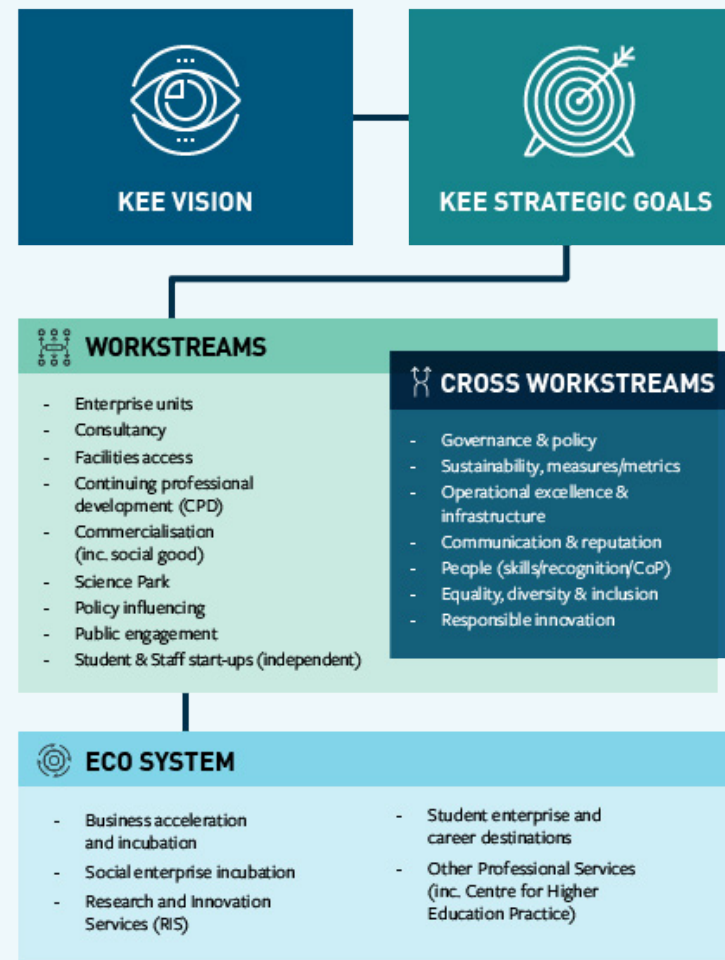 KEE VISION
KEE STRATEGIC GOALS
WORKSTREAMS
- Enterprise units
- Consultancy
- Facilities access
- Continuing professional
development (CPD)
- Commercialisation
(inc. social good)
- Science Park
- Policy influencing
- Public engagement
- Student & Staff start-ups (independent)
CROSS WORKSTREAMS
- Governance & policy
- Sustainability, measures/metrics
- Operational excellence &
infrastructure
- Communication & reputation
- People (skills/recognition/CoP)
- Equality, diversity & inclusion
- Responsible innovation
ECO SYSTEM
- Business acceleration
and incubation
- Social enterprise incubation
- Research and Innovation
Services (RIS)
- Student enterprise and
career destinations
- Other Professional Services
(inc. Centre for Higher
Education Practice)